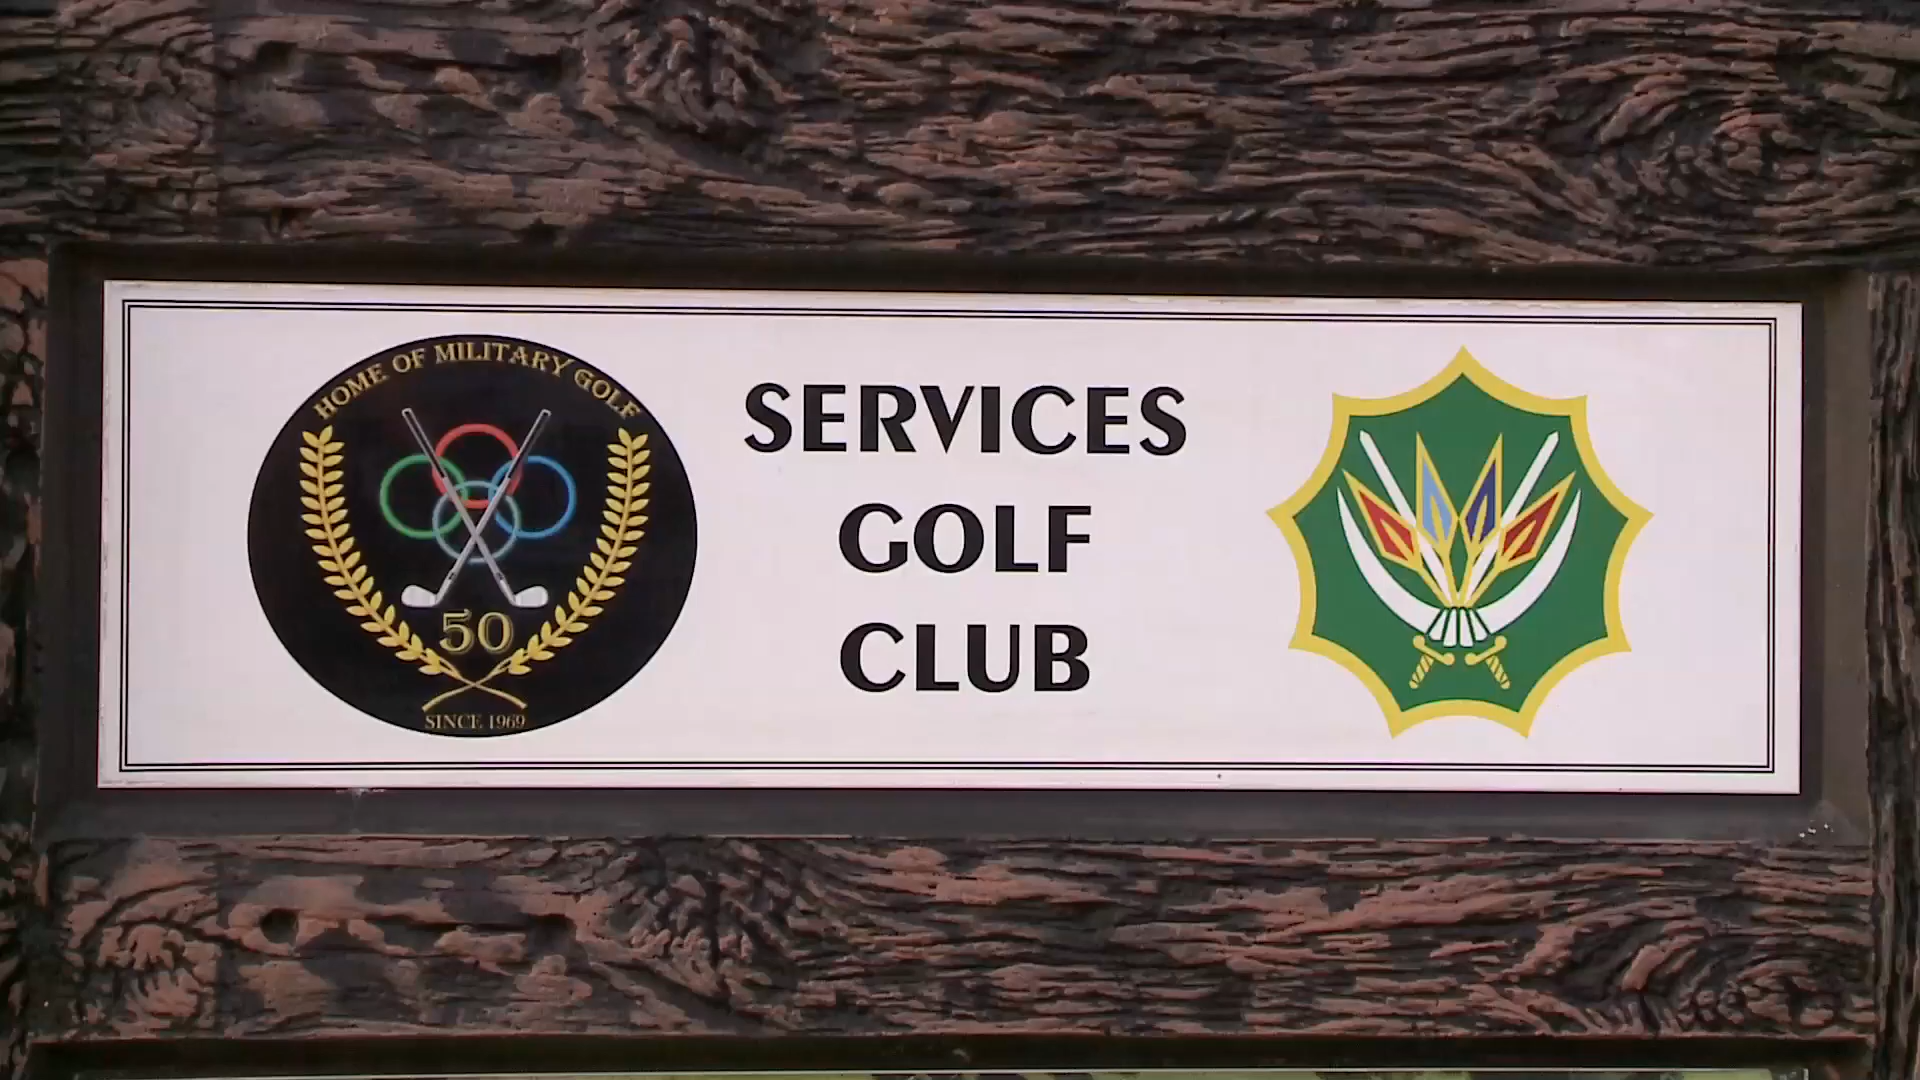 HOME OF MILITARY GOLF
50
SINCE 1969
SERVICES
GOLF
CLUB